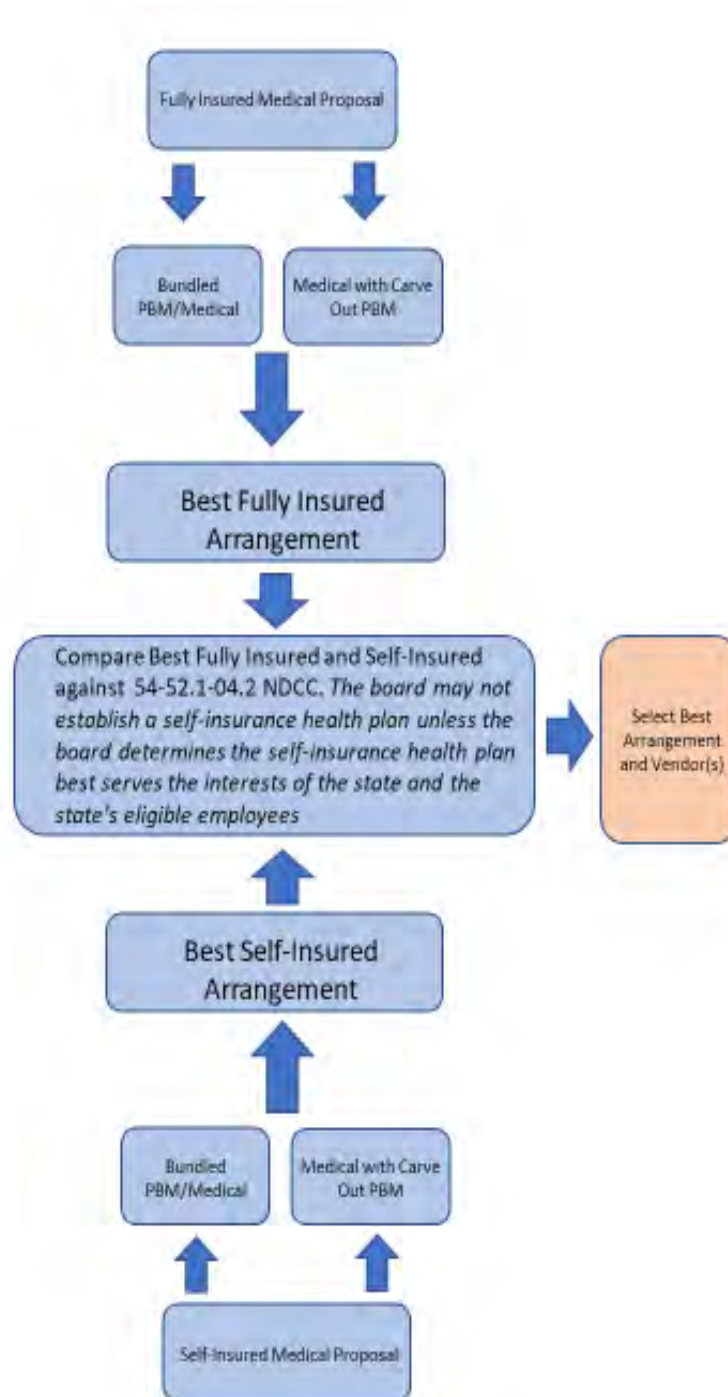 Fully Insured Medical Proposal
Bundled
PBM/Medical
Medical with Carve
Out PBM
Best Fully Insured
Arrangement
Compare Best Fully Insured and Self-Insured
against 54-52.1-04.2 NDCC. The board may not
establish a self-insurance health plan unless the
board determines the self-insurance health plan
best serves the interests of the state and the
state's eligible employees
Select Best
Arrangement
and Vendor(s)
Best Self-Insured
Arrangement
Bundled
PBM/Medical
Medical with Carve
Out PBM
Self-Insured Medical Proposal